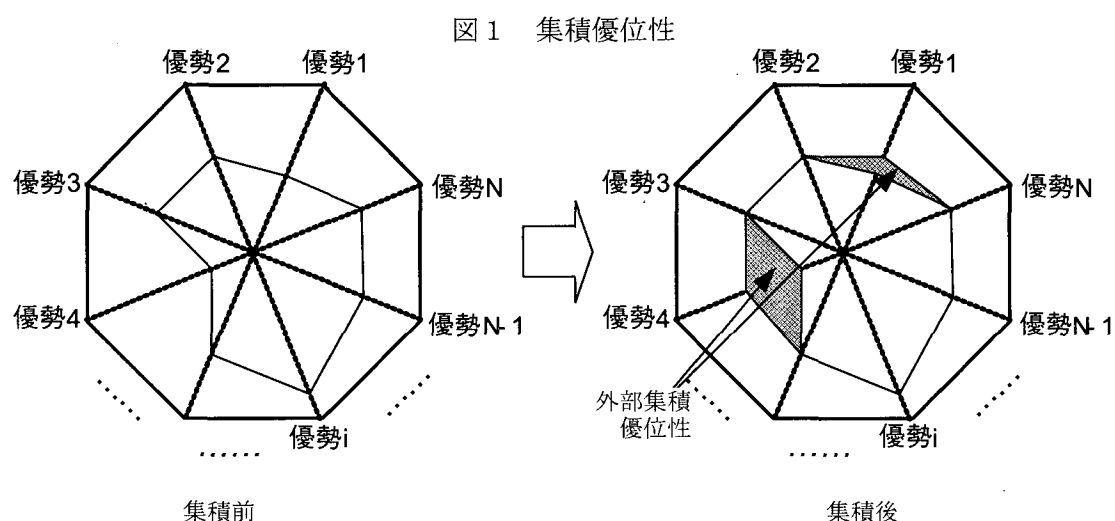 図1 集積優位性
優勢2
優勢1
優勢3
優勢N
優勢4
優勢N-1
優勢i
......
......
......
集積前
優勢2
優勢1
優勢3
優勢N
優勢4
優勢N-1
外部集積
優位性
優勢i
......
......
......
集積後